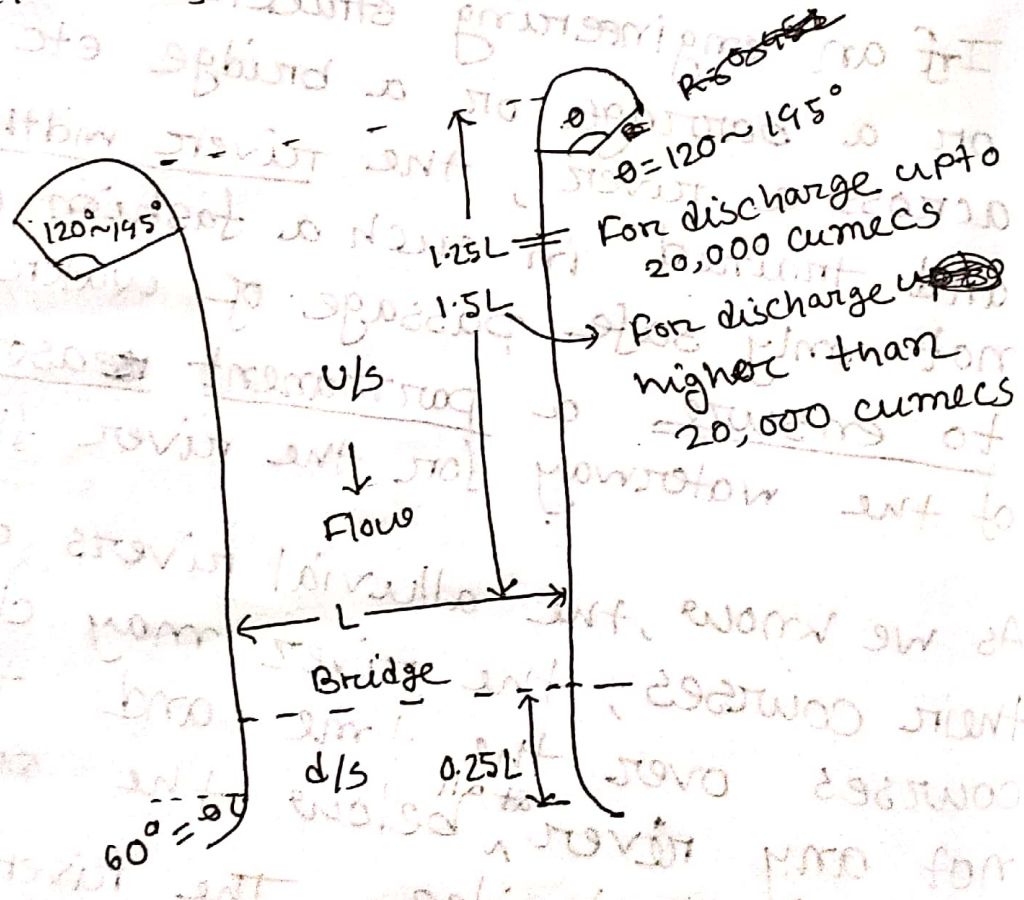 θ
θ=120~145°
120°~145°
1.25L
For discharge upto
20,000 cumecs
1.5L
For discharge
higher than
20,000 cumecs
U/S
Flow
L
Bridge
d/s
0.25L
60° = θ